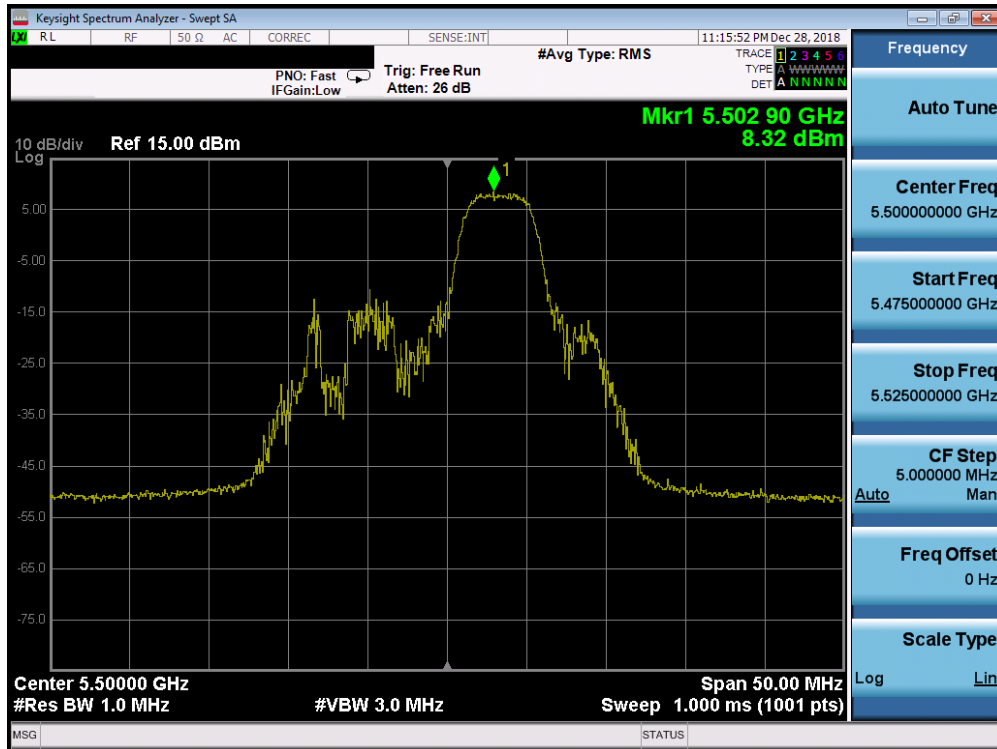 Keysight Spectrum Analyzer - Swept SA
LXI RL RF 50 Ω AC CORREC SENSE:INT 11:15:52 PM Dec 28, 2018
#Avg Type: RMS
TRACE 1 2 3 4 5 6
TYPE A WWWWW
DET A N N N N N
PNO: Fast
IFGain:Low
Trig: Free Run
Atten: 26 dB
Mkr1 5.502 90 GHz
8.32 dBm
10 dB/div
Log
Ref 15.00 dBm
1
5.00
-5.00
-15.0
-25.0
-35.0
-45.0
-55.0
-65.0
-75.0
Center 5.50000 GHz
Span 50.00 MHz
#Res BW 1.0 MHz
#VBW 3.0 MHz
Sweep 1.000 ms (1001 pts)
MSG
STATUS
Frequency
Auto Tune
Center Freq
5.500000000 GHz
Start Freq
5.475000000 GHz
Stop Freq
5.525000000 GHz
CF Step
5.000000 MHz
Auto Man
Freq Offset
0 Hz
Scale Type
Log Lin